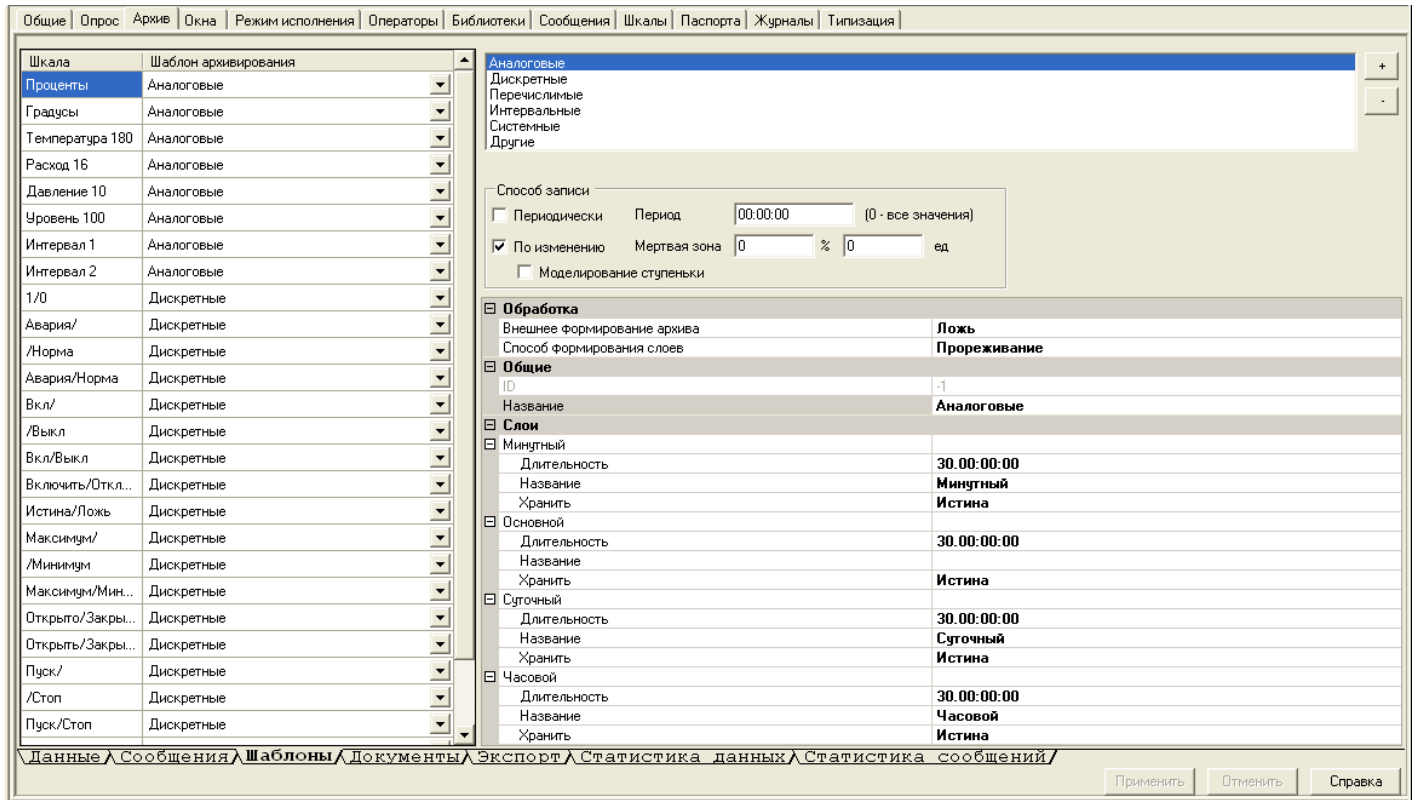 Общие Опрос Архив Окна Режим исполнения Операторы Библиотеки Сообщения Шкалы Паспорта Журналы Типизация
Шкала Шаблон архивирования
Проценты Аналоговые
Градусы Аналоговые
Температура 180 Аналоговые
Расход 16 Аналоговые
Давление 10 Аналоговые
Уровень 100 Аналоговые
Интервал 1 Аналоговые
Интервал 2 Аналоговые
1/0 Дискретные
Авария/ Дискретные
/Норма Дискретные
Авария/Норма Дискретные
Вкл/ Дискретные
/Выкл Дискретные
Вкл/Выкл Дискретные
Включить/Откл... Дискретные
Истина/Ложь Дискретные
Максимум/ Дискретные
/Минимум Дискретные
Максимум/Мин... Дискретные
Открыто/Закры... Дискретные
Открыть/Закры... Дискретные
Пуск/ Дискретные
/Стоп Дискретные
Пуск/Стоп Дискретные
Аналоговые
Дискретные
Перечислимые
Интервальные
Системные
Другие
+
-
Способ записи
Периодически Период 00:00:00 (0 - все значения)
По изменению Мертвая зона 0 % 0 ед
Моделирование ступеньки
Обработка
Внешнее формирование архива Ложь
Способ формирования слоев Прореживание
Общие
ID -1
Название Аналоговые
Слои
Минутный
Длительность 30.00:00:00
Название Минутный
Хранить Истина
Основной
Длительность 30.00:00:00
Название
Хранить Истина
Суточный
Длительность 30.00:00:00
Название Суточный
Хранить Истина
Часовой
Длительность 30.00:00:00
Название Часовой
Хранить Истина
Данные Сообщения Шаблоны Документы Экспорт Статистика данных Статистика сообщений
Применить Отменить Справка